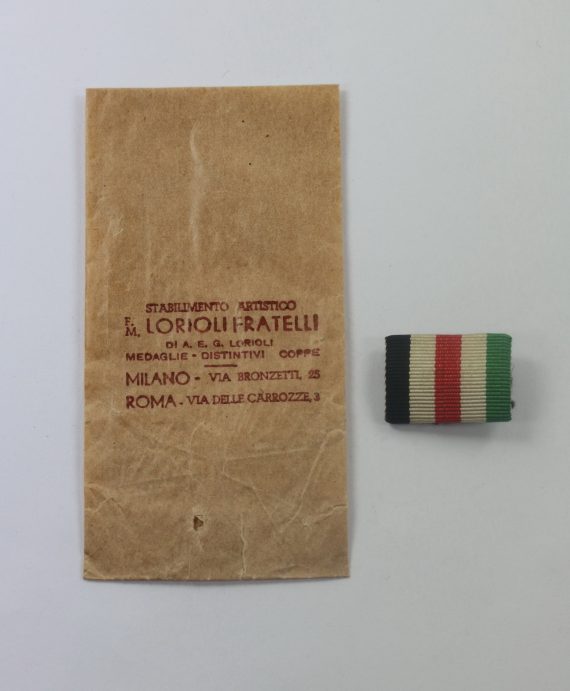 STABILIMENTO ARTISTICO
F.M. LORIOLI FRATELLI
DI A. E. G. LORIOLI
MEDAGLIE - DISTINTIVI COPPE
MILANO - VIA BRONZETTI, 25
ROMA - VIA DELLE CARROZZE, 3